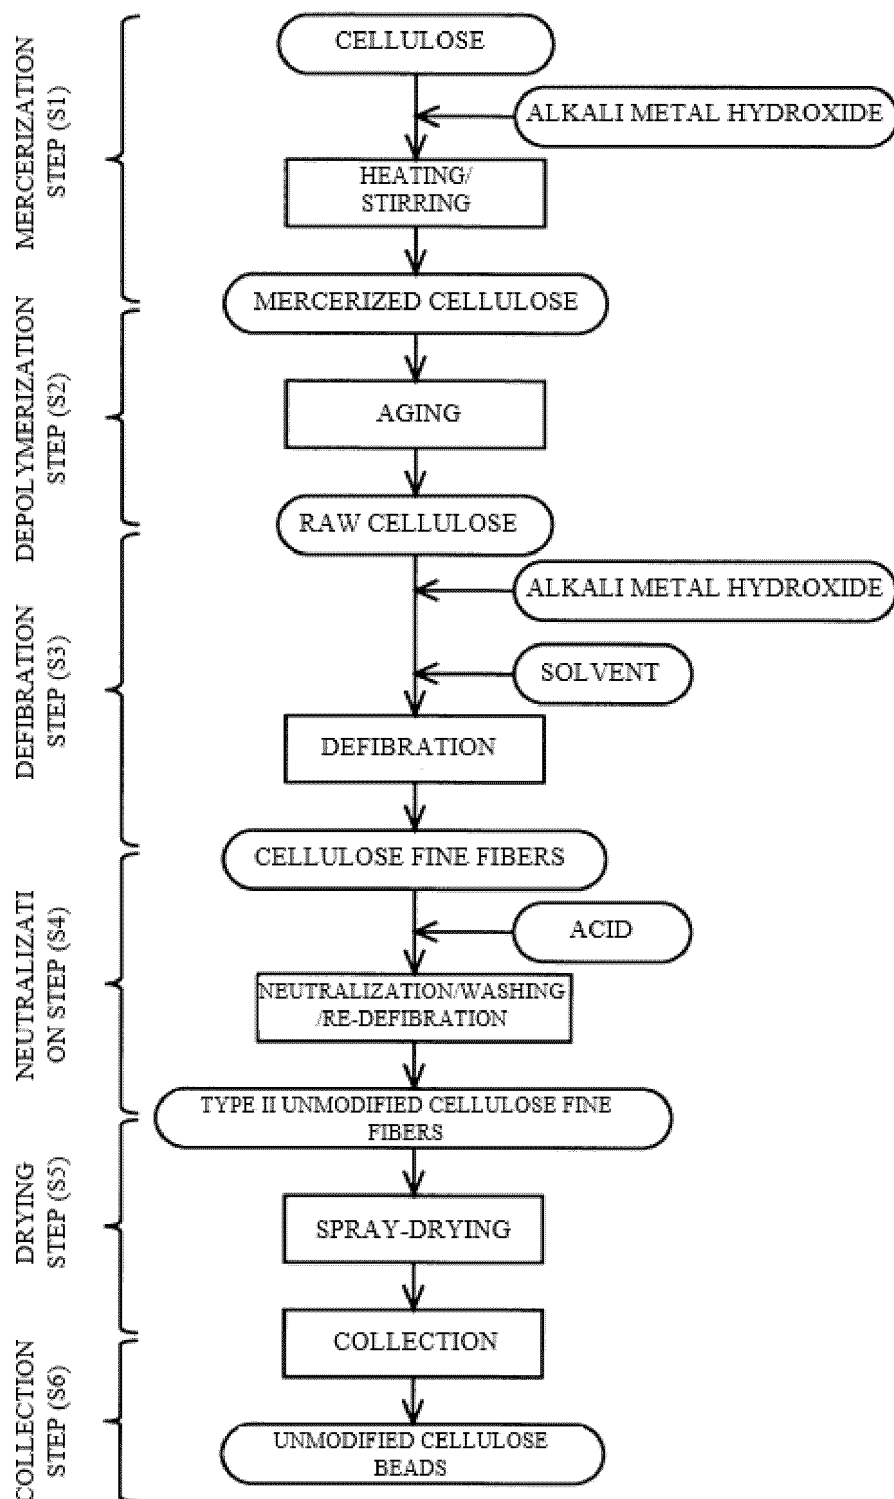 MERCERIZATION
STEP (S1)
CELLULOSE
ALKALI METAL HYDROXIDE
HEATING/
STIRRING
MERCERIZED CELLULOSE
DEPOLYMERIZATION
STEP (S2)
AGING
RAW CELLULOSE
DEFIBRATION
STEP (S3)
ALKALI METAL HYDROXIDE
SOLVENT
DEFIBRATION
CELLULOSE FINE FIBERS
NEUTRALIZATI
ON STEP (S4)
ACID
NEUTRALIZATION/WASHING
/RE-DEFIBRATION
TYPE II UNMODIFIED CELLULOSE FINE
FIBERS
DRYING
STEP (S5)
SPRAY-DRYING
COLLECTION
COLLECTION
STEP (S6)
UNMODIFIED CELLULOSE
BEADS